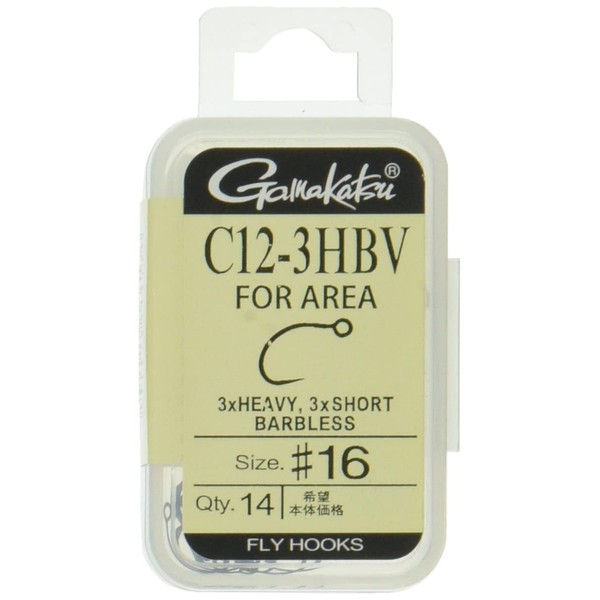 Gamakatsu®
C12-3HBV
FOR AREA
3xHEAVY, 3xSHORT
BARBLESS
Size. #16
Qty. 14 希望
本体価格
FLY HOOKS